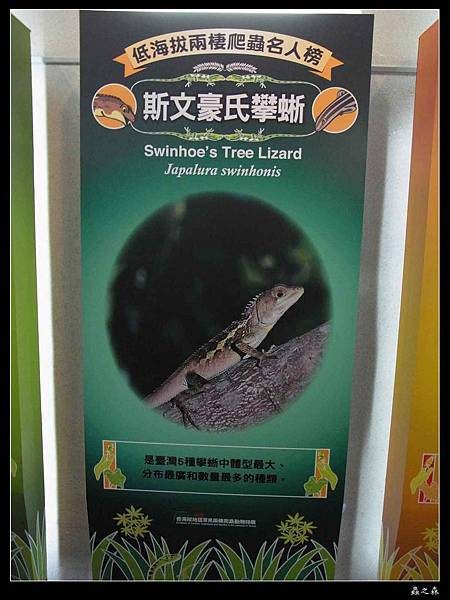 低海拔兩棲爬蟲名人榜
斯文豪氏攀蜥
Swinhoe's Tree Lizard
Japalura swinhonis
是臺灣5種攀蜥中體型最大、
分布最廣和數量最多的種類。
蟲之森